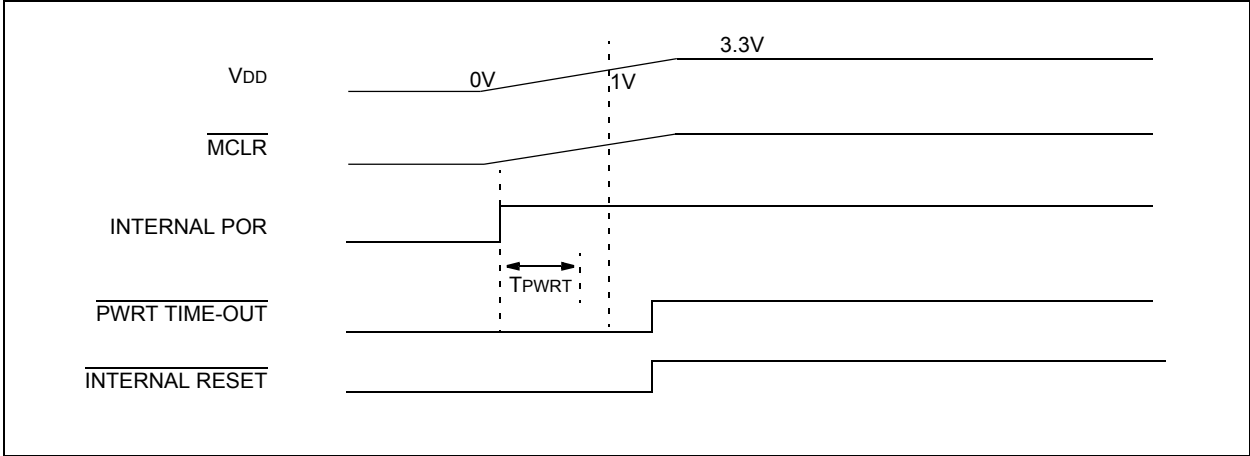 3.3V
VDD
0V
1V
MCLR
INTERNAL POR
TPWRT
PWRT TIME-OUT
INTERNAL RESET